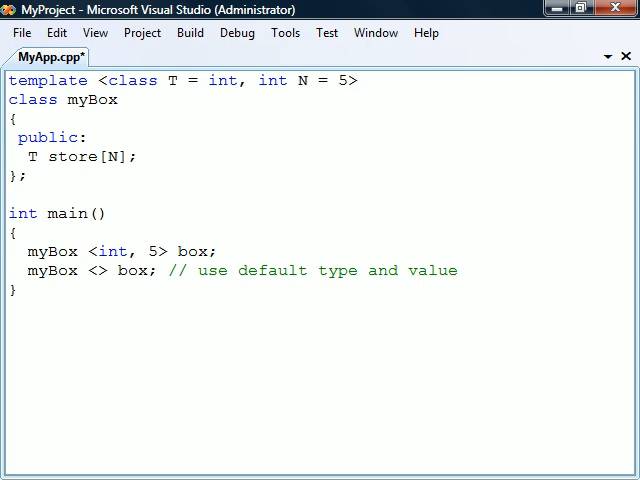 MyProject - Microsoft Visual Studio (Administrator)
File Edit View Project Build Debug Tools Test Window Help
MyApp.cpp*
template <class T = int, int N = 5>
class myBox
{
public:
T store[N];
};
int main()
{
myBox <int, 5> box;
myBox <> box; // use default type and value
}